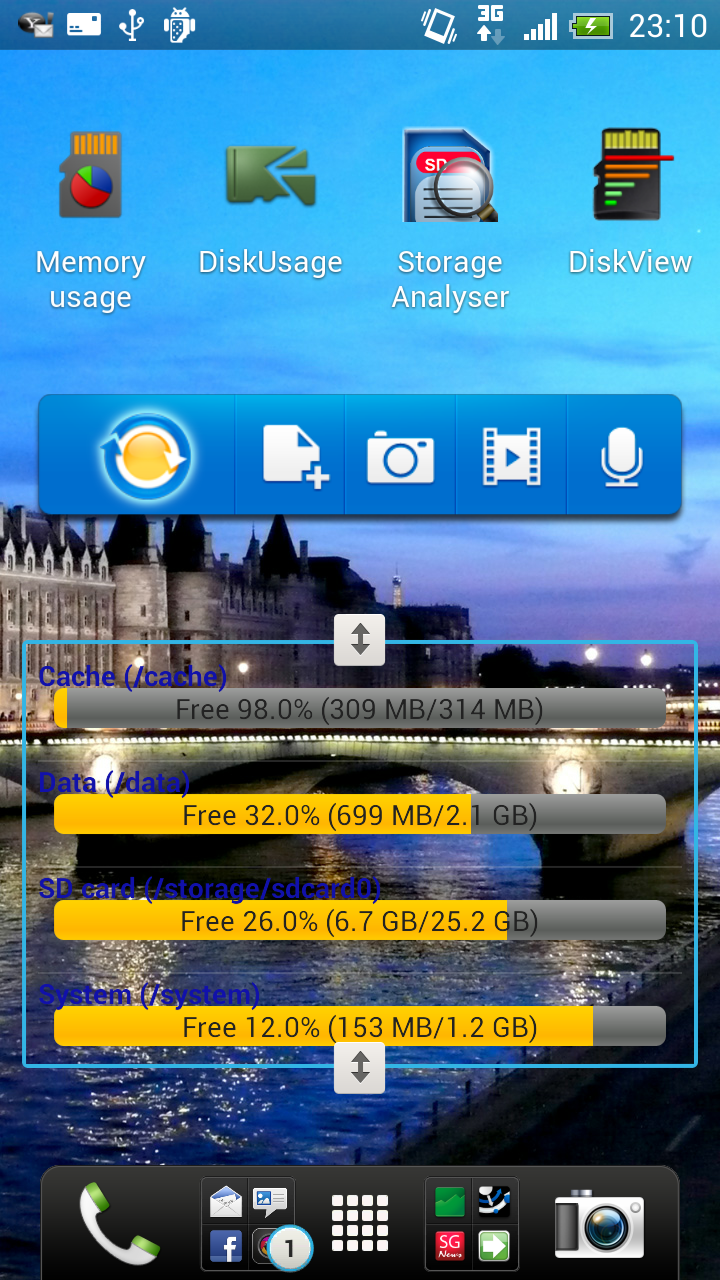 3G
23:10
Memory usage
DiskUsage
SD
Storage Analyser
DiskView
Cache (/cache)
Free 98.0% (309 MB/314 MB)
Data (/data)
Free 32.0% (699 MB/2.1 GB)
SD card (/storage/sdcard0)
Free 26.0% (6.7 GB/25.2 GB)
System (/system)
Free 12.0% (153 MB/1.2 GB)
f
1
SG
News